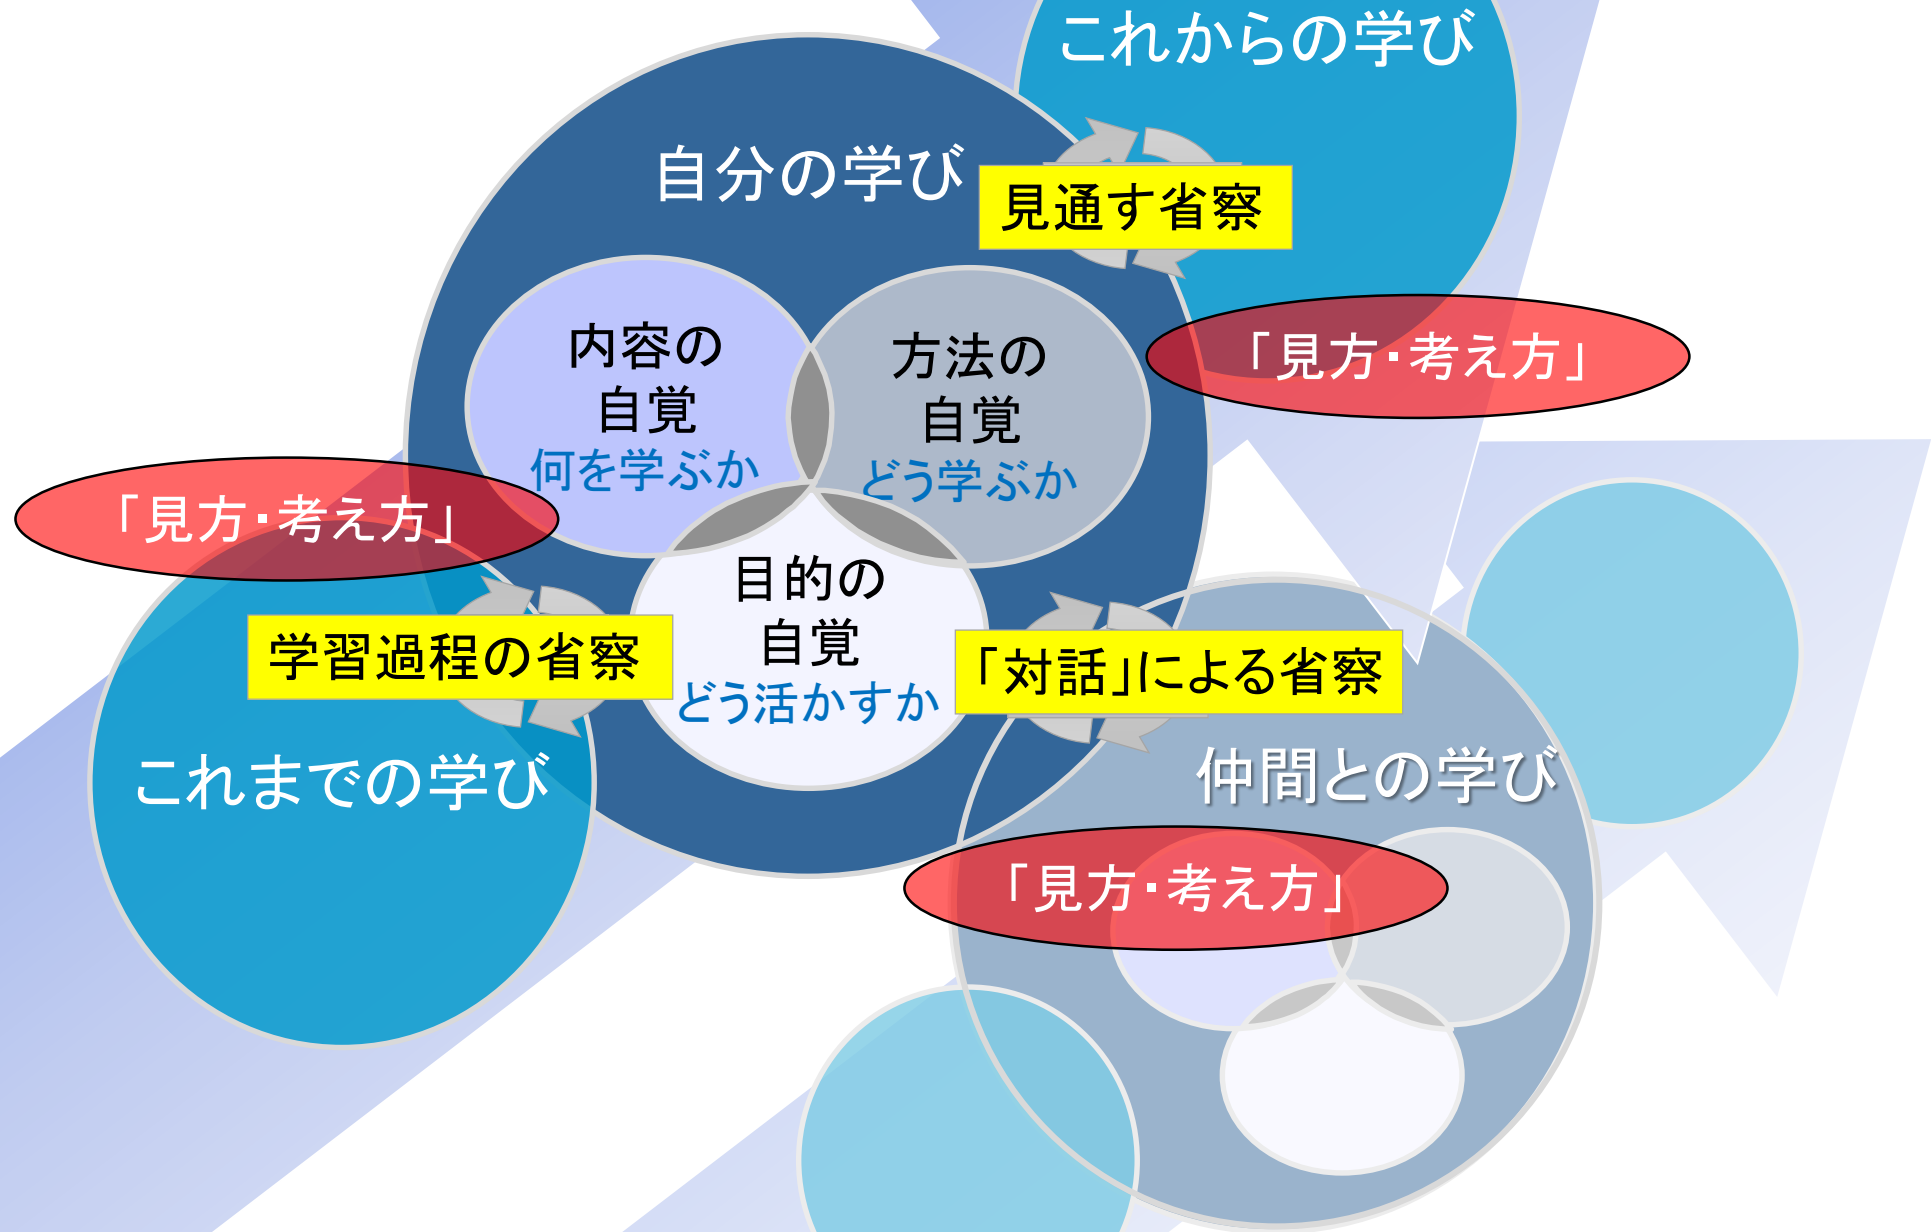 これからの学び
自分の学び
見通す省察
内容の
自覚
何を学ぶか
方法の
自覚
どう学ぶか
「見方・考え方」
「見方・考え方」
目的の
自覚
どう活かすか
学習過程の省察
「対話」による省察
これまでの学び
仲間との学び
「見方・考え方」